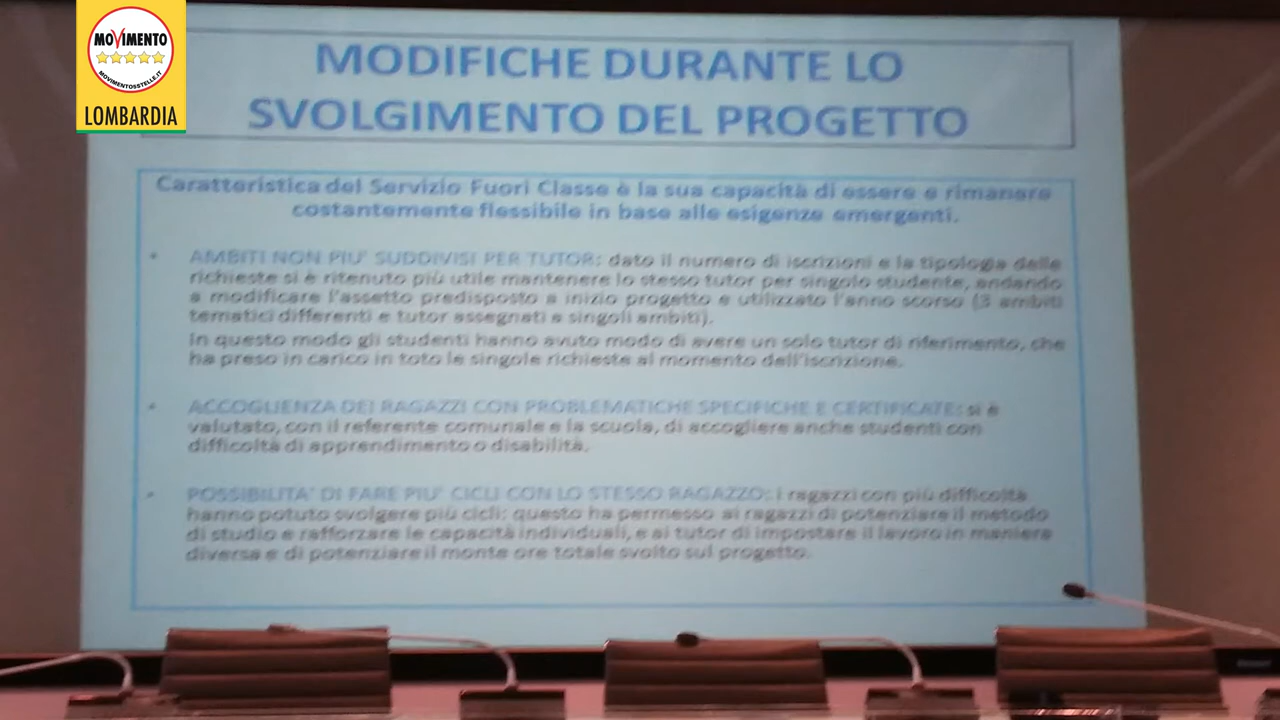 MOVIMENTO
MOVIMENTO5STELLE.IT
LOMBARDIA
MODIFICHE DURANTE LO
SVOLGIMENTO DEL PROGETTO
Caratteristica del Servizio Fuori Classe è la sua capacità di essere e rimanere
costantemente flessibile in base alle esigenze emergenti.
• AMBITI NON PIU' SUDDIVISI PER TUTOR: dato il numero di iscrizioni e la tipologia delle
richieste si è ritenuto più utile mantenere lo stesso tutor per singolo studente, andando
a modificare l'assetto predisposto a inizio progetto e utilizzato l'anno scorso (3 ambiti
tematici differenti e tutor assegnati a singoli ambiti).
In questo modo gli studenti hanno avuto modo di avere un solo tutor di riferimento, che
ha preso in carico in toto le singole richieste al momento dell'iscrizione.
• ACCOGLIENZA DEI RAGAZZI CON PROBLEMATICHE SPECIFICHE E CERTIFICATE: si è
valutato, con il referente comunale e la scuola, di accogliere anche studenti con
difficoltà di apprendimento o disabilità.
• POSSIBILITA' DI FARE PIU' CICLI CON LO STESSO RAGAZZO: i ragazzi con più difficoltà
hanno potuto svolgere più cicli: questo ha permesso ai ragazzi di potenziare il metodo
di studio e rafforzare le capacità individuali, e ai tutor di impostare il lavoro in maniera
diversa e di potenziare il monte ore totale svolto sul progetto.